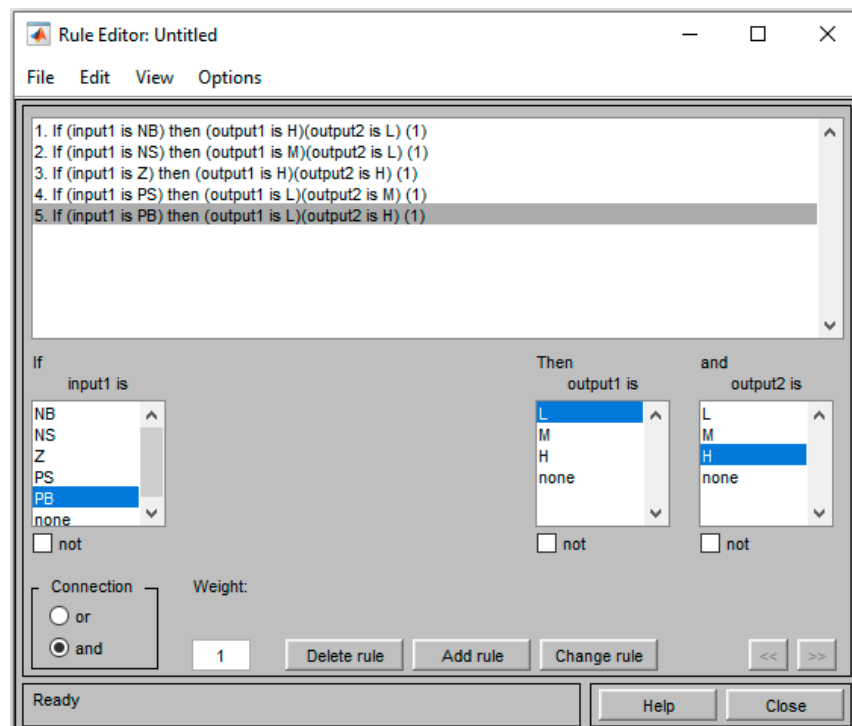 Rule Editor: Untitled
File Edit View Options
1. If (input1 is NB) then (output1 is H)(output2 is L) (1)
2. If (input1 is NS) then (output1 is M)(output2 is L) (1)
3. If (input1 is Z) then (output1 is H)(output2 is H) (1)
4. If (input1 is PS) then (output1 is L)(output2 is M) (1)
5. If (input1 is PB) then (output1 is L)(output2 is H) (1)
If
input1 is
NB
NS
Z
PS
PB
none
not
Then
output1 is
L
M
H
none
not
and
output2 is
L
M
H
none
not
Connection
or
and
Weight:
1
Delete rule Add rule Change rule << >>
Ready
Help Close